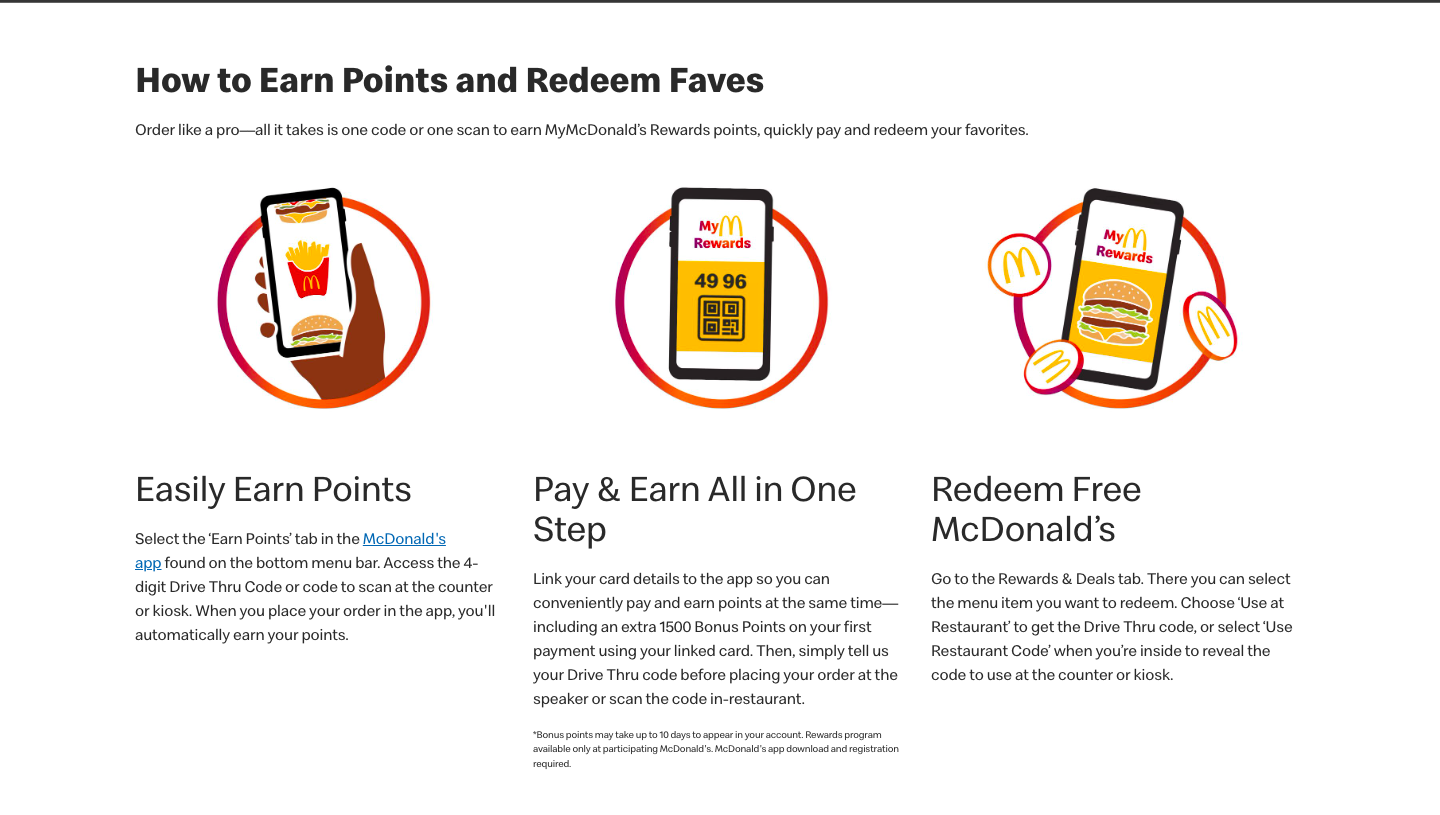 How to Earn Points and Redeem Faves
Order like a pro—all it takes is one code or one scan to earn MyMcDonald's Rewards points, quickly pay and redeem your favorites.
My
Rewards
49 96
My
Rewards
Easily Earn Points
Select the ‘Earn Points’ tab in the McDonald's
app found on the bottom menu bar. Access the 4-
digit Drive Thru Code or code to scan at the counter
or kiosk. When you place your order in the app, you'll
automatically earn your points.
Pay & Earn All in One
Step
Link your card details to the app so you can
conveniently pay and earn points at the same time—
including an extra 1500 Bonus Points on your first
payment using your linked card. Then, simply tell us
your Drive Thru code before placing your order at the
speaker or scan the code in-restaurant.
*Bonus points may take up to 10 days to appear in your account. Rewards program
available only at participating McDonald's. McDonald's app download and registration
required.
Redeem Free
McDonald’s
Go to the Rewards & Deals tab. There you can select
the menu item you want to redeem. Choose ‘Use at
Restaurant’ to get the Drive Thru code, or select ‘Use
Restaurant Code’ when you’re inside to reveal the
code to use at the counter or kiosk.